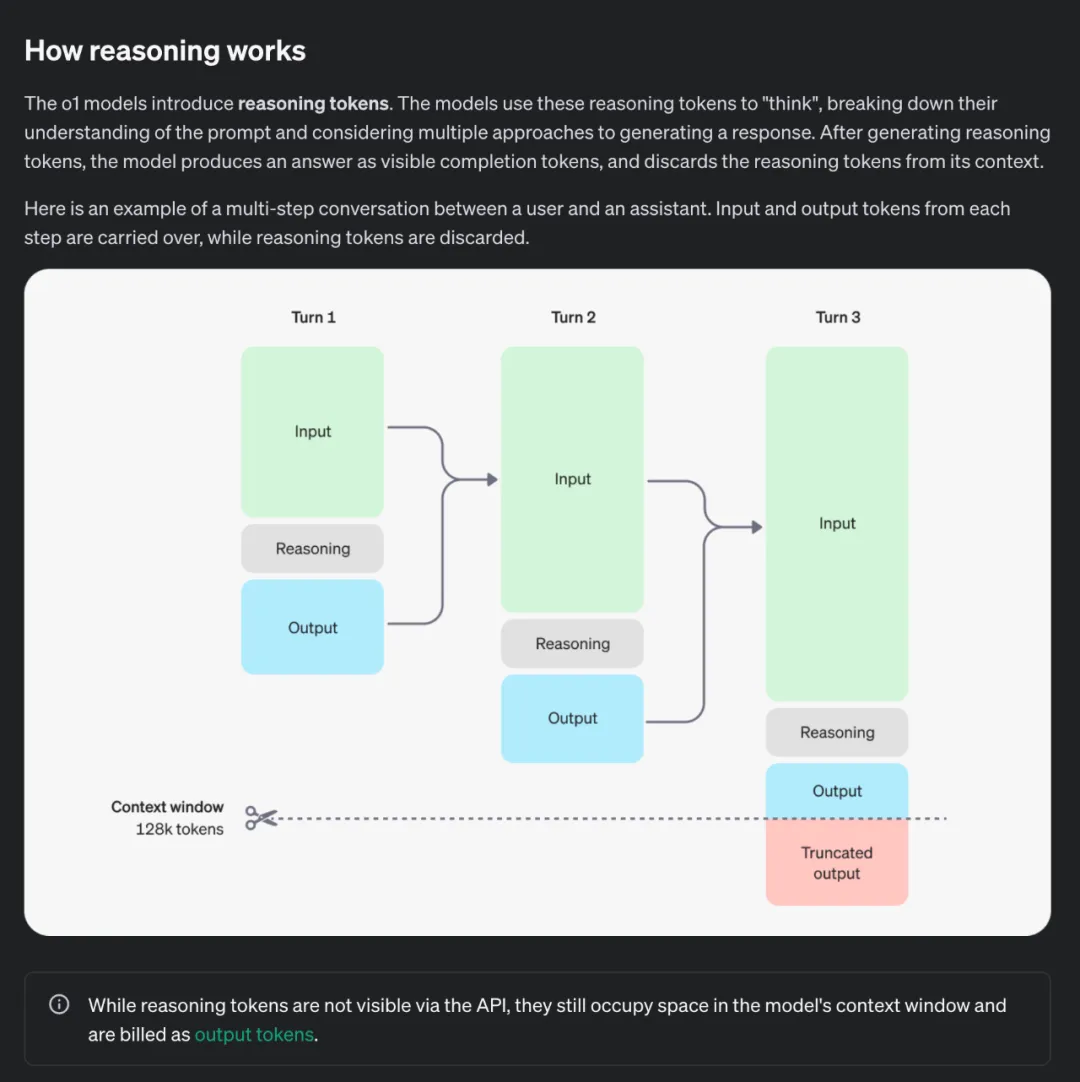 How reasoning works
The o1 models introduce reasoning tokens. The models use these reasoning tokens to "think", breaking down their
understanding of the prompt and considering multiple approaches to generating a response. After generating reasoning
tokens, the model produces an answer as visible completion tokens, and discards the reasoning tokens from its context.
Here is an example of a multi-step conversation between a user and an assistant. Input and output tokens from each
step are carried over, while reasoning tokens are discarded.
Turn 1
Turn 2
Turn 3
Input
Reasoning
Output
Input
Reasoning
Output
Input
Reasoning
Output
Truncated
output
Context window
128k tokens
While reasoning tokens are not visible via the API, they still occupy space in the model's context window and
are billed as output tokens.